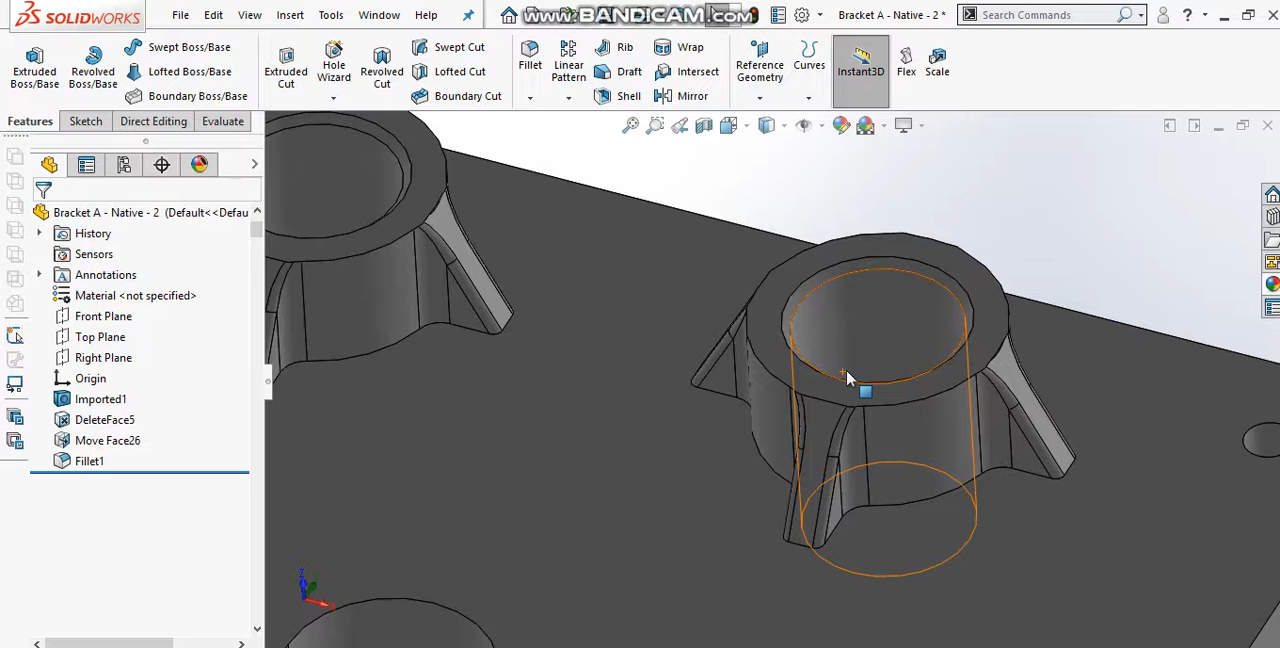 SOLIDWORKS
File Edit View Insert Tools Window Help
www.BANDICAM.com
Bracket A - Native - 2 *
Search Commands
?
Extruded Boss/Base
Revolved Boss/Base
Swept Boss/Base
Lofted Boss/Base
Boundary Boss/Base
Extruded Cut
Hole Wizard
Revolved Cut
Swept Cut
Lofted Cut
Boundary Cut
Fillet
Linear Pattern
Rib
Draft
Shell
Wrap
Intersect
Mirror
Reference Geometry
Curves
Instant3D
Flex
Scale
Features Sketch Direct Editing Evaluate
Bracket A - Native - 2 (Default<<Defau
History
Sensors
Annotations
Material <not specified>
Front Plane
Top Plane
Right Plane
Origin
Imported1
DeleteFace5
Move Face26
Fillet1